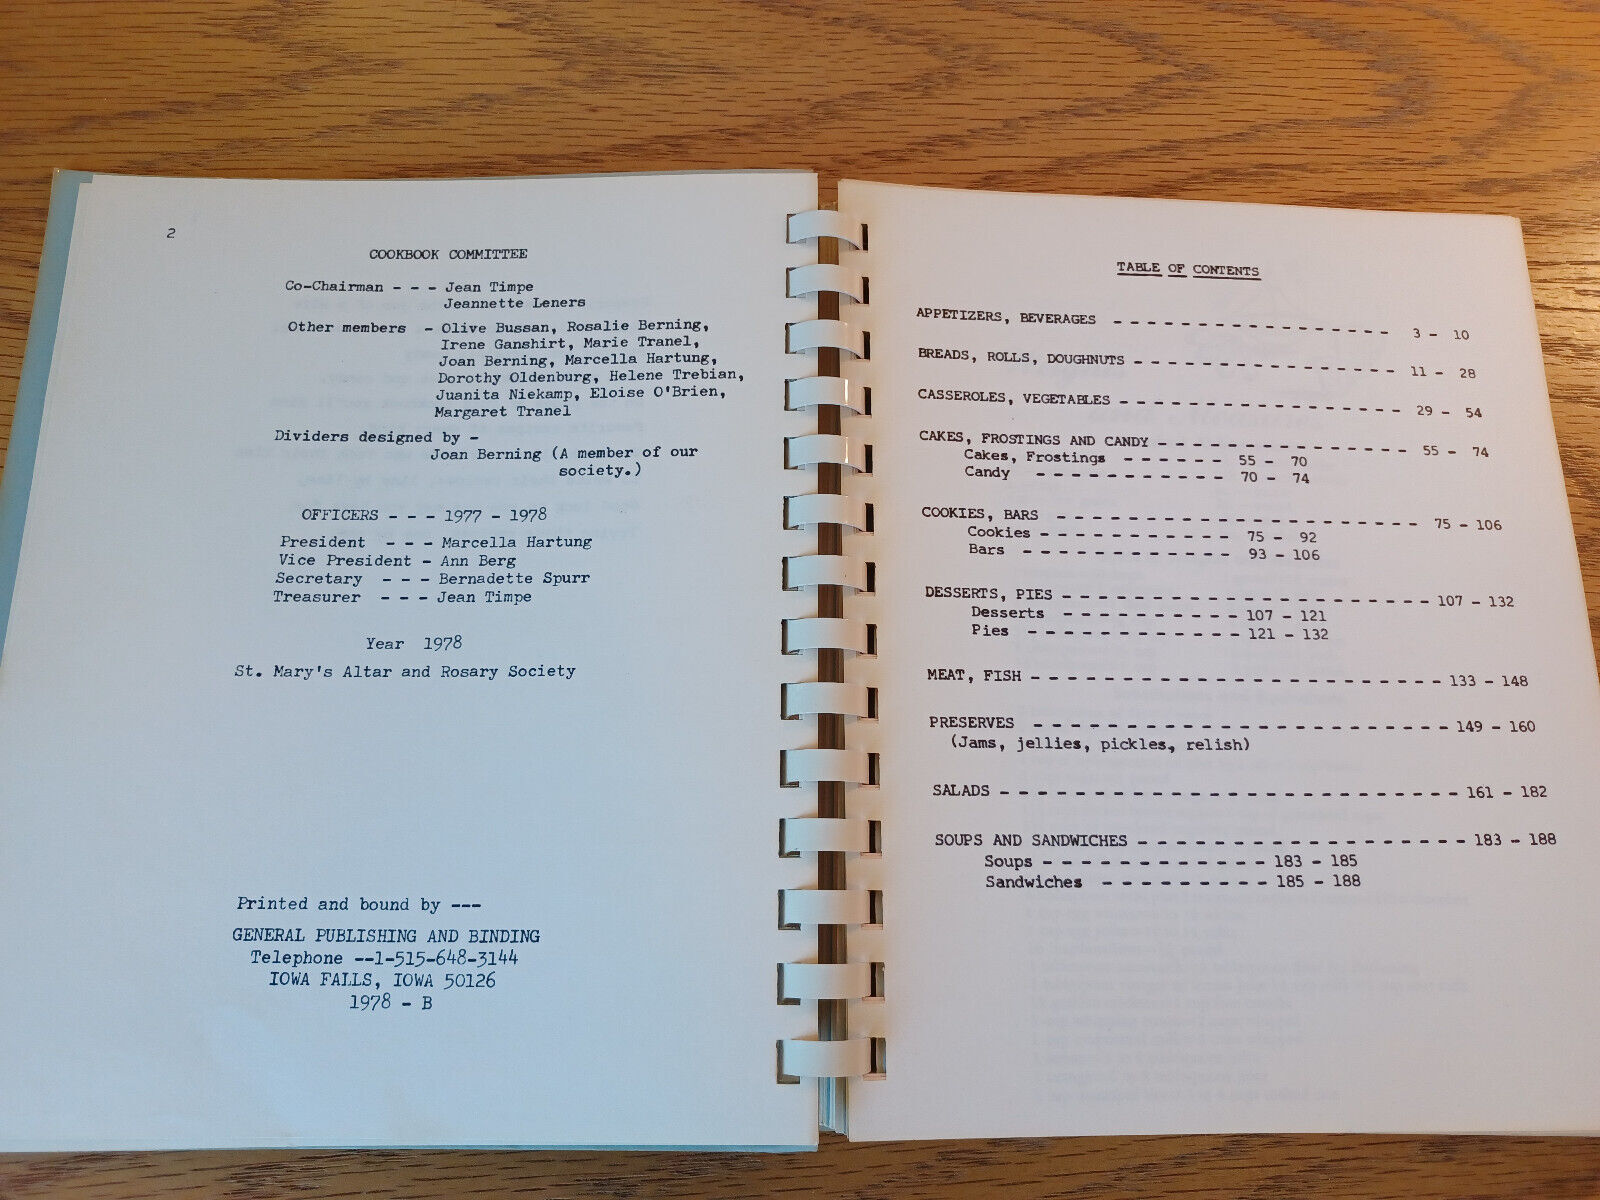 2
COOKBOOK COMMITTEE
Co-Chairman - - - Jean Timpe
Jeannette Leners
Other members - Olive Bussan, Rosalie Berning,
Irene Ganshirt, Marie Tranel,
Joan Berning, Marcella Hartung,
Dorothy Oldenburg, Helene Trebian,
Juanita Niekamp, Eloise O'Brien,
Margaret Tranel
Dividers designed by -
Joan Berning (A member of our
society.)
OFFICERS - - - 1977 - 1978
President - - - Marcella Hartung
Vice President - Ann Berg
Secretary - - - Bernadette Spurr
Treasurer - - - Jean Timpe
Year 1978
St. Mary's Altar and Rosary Society
Printed and bound by ---
GENERAL PUBLISHING AND BINDING
Telephone --1-515-648-3144
IOWA FALLS, IOWA 50126
1978 - B
TABLE OF CONTENTS
APPETIZERS, BEVERAGES - - - - - - - - - - - - - - - - - 3 - 10
BREADS, ROLLS, DOUGHNUTS - - - - - - - - - - - - - - - - 11 - 28
CASSEROLES, VEGETABLES - - - - - - - - - - - - - - - - - 29 - 54
CAKES, FROSTINGS AND CANDY - - - - - - - - - - - - - - - 55 - 74
Cakes, Frostings - - - - - - 55 - 70
Candy - - - - - - - - - - 70 - 74
COOKIES, BARS - - - - - - - - - - - - - - - - - - - - - 75 - 106
Cookies - - - - - - - - - - 75 - 92
Bars - - - - - - - - - - - 93 - 106
DESSERTS, PIES - - - - - - - - - - - - - - - - - - - - - 107 - 132
Desserts - - - - - - - - - 107 - 121
Pies - - - - - - - - - - - 121 - 132
MEAT, FISH - - - - - - - - - - - - - - - - - - - - - - - 133 - 148
PRESERVES - - - - - - - - - - - - - - - - - - - - - - - 149 - 160
(Jams, jellies, pickles, relish)
SALADS - - - - - - - - - - - - - - - - - - - - - - - - - 161 - 182
SOUPS AND SANDWICHES - - - - - - - - - - - - - - - - - - 183 - 188
Soups - - - - - - - - - - - - 183 - 185
Sandwiches - - - - - - - - - 185 - 188